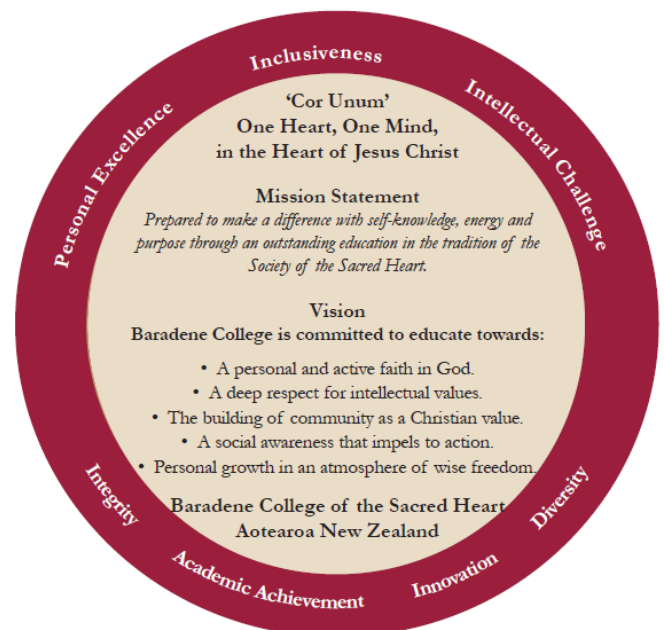 Inclusiveness
Personal Excellence
Intellectual Challenge
‘Cor Unum’
One Heart, One Mind,
in the Heart of Jesus Christ
Mission Statement
Prepared to make a difference with self-knowledge, energy and
purpose through an outstanding education in the tradition of the
Society of the Sacred Heart.
Vision
Baradene College is committed to educate towards:
• A personal and active faith in God.
• A deep respect for intellectual values.
• The building of community as a Christian value.
• A social awareness that impels to action.
• Personal growth in an atmosphere of wise freedom.
Baradene College of the Sacred Heart
Aotearoa New Zealand
Integrity
Academic Achievement
Innovation
Diversity